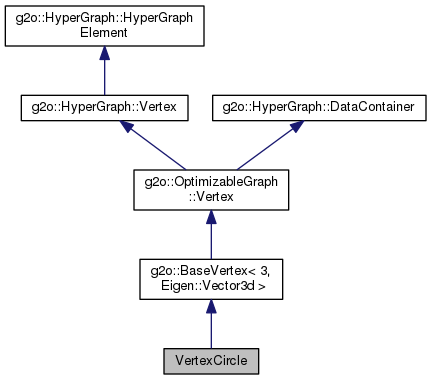 g2o::HyperGraph::HyperGraph
Element
g2o::HyperGraph::Vertex
g2o::HyperGraph::DataContainer
g2o::OptimizableGraph
::Vertex
g2o::BaseVertex< 3,
Eigen::Vector3d >
VertexCircle